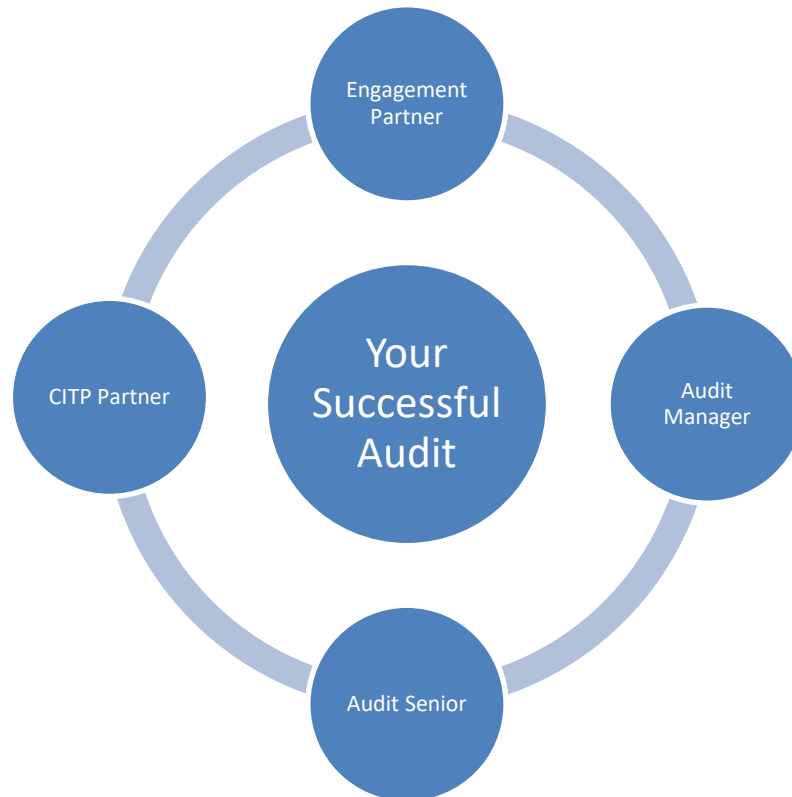 Engagement
Partner
CITP Partner
Your
Successful
Audit
Audit
Manager
Audit Senior